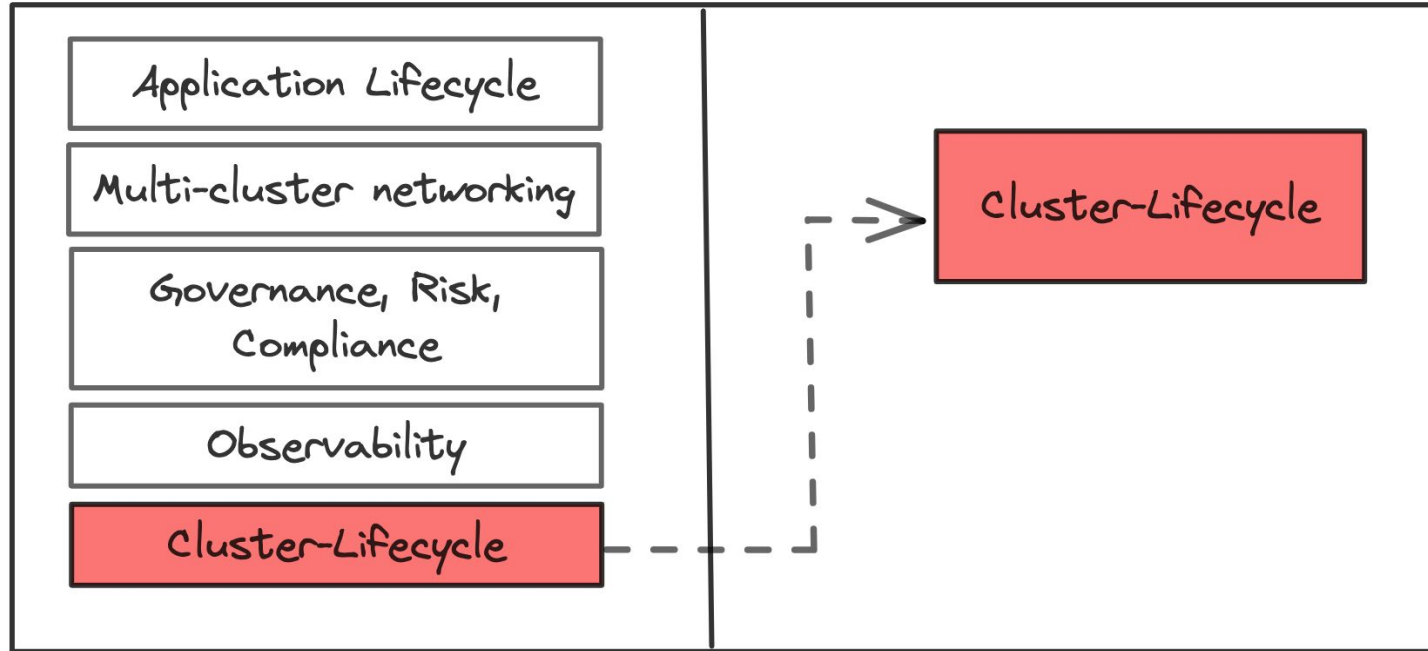 Application Lifecycle
Multi-cluster networking
Governance, Risk,
Compliance
Observability
Cluster-Lifecycle
Cluster-Lifecycle